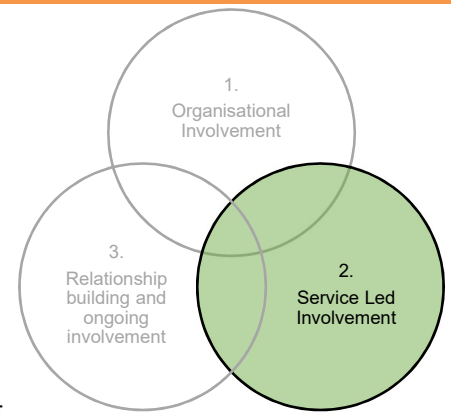 1.
Organisational
Involvement
3.
Relationship
building and
ongoing
involvement
2.
Service Led
Involvement